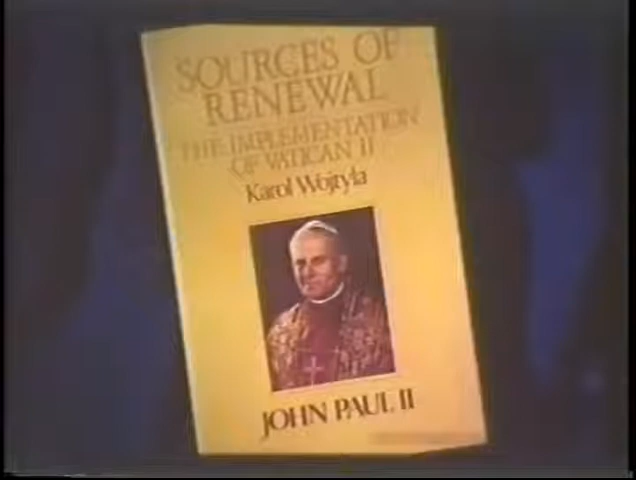 SOURCES OF
RENEWAL
THE IMPLEMENTATION
OF VATICAN II
Karol Wojtyla
JOHN PAUL II